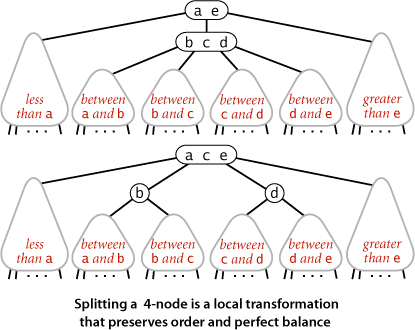 a e
b c d
less
than a
between
a and b
between
b and c
between
c and d
between
d and e
greater
than e
a c e
b
d
less
than a
between
a and b
between
b and c
between
c and d
between
d and e
greater
than e
Splitting a 4-node is a local transformation
that preserves order and perfect balance